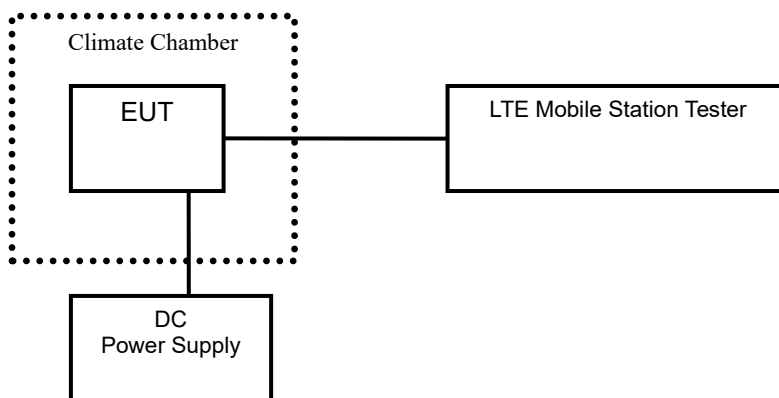 Climate Chamber
EUT
LTE Mobile Station Tester
DC
Power Supply